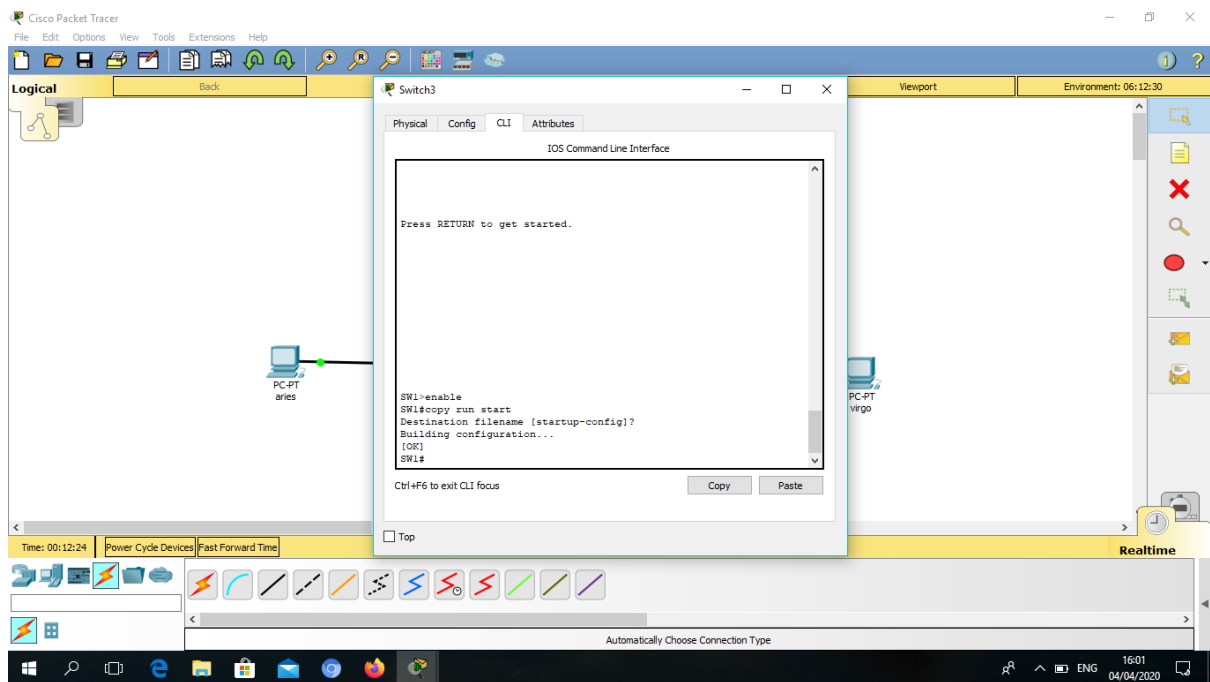 Cisco Packet Tracer
File Edit Options View Tools Extensions Help
Logical
Back
Viewport
Environment: 06:12:30
Switch3
Physical Config CLI Attributes
IOS Command Line Interface
Press RETURN to get started.
SW1>enable
SW1#copy run start
Destination filename [startup-config]?
Building configuration...
[OK]
SW1#
Ctrl+F6 to exit CLI focus
Copy
Paste
Top
PC-PT
aries
PC-PT
virgo
Time: 00:12:24
Power Cycle Devices
Fast Forward Time
Realtime
Automatically Choose Connection Type
ENG
16:01
04/04/2020